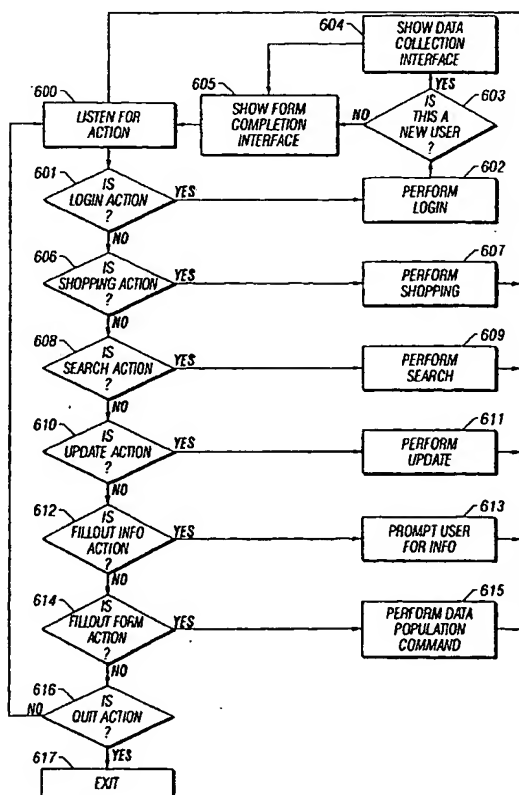 604
SHOW DATA
COLLECTION
INTERFACE
600
605
YES
603
LISTEN FOR
ACTION
SHOW FORM
COMPLETION
INTERFACE
NO
IS
THIS A
NEW USER
?
601
IS
LOGIN ACTION
?
YES
602
PERFORM
LOGIN
NO
606
IS
SHOPPING ACTION
?
YES
607
PERFORM
SHOPPING
NO
608
IS
SEARCH ACTION
?
YES
609
PERFORM
SEARCH
NO
610
IS
UPDATE ACTION
?
YES
611
PERFORM
UPDATE
NO
612
IS
FILLOUT INFO
ACTION
?
YES
613
PROMPT USER
FOR INFO
NO
614
IS
FILLOUT FORM
ACTION
?
YES
615
PERFORM DATA
POPULATION
COMMAND
NO
616
NO
IS
QUIT ACTION
?
YES
617
EXIT